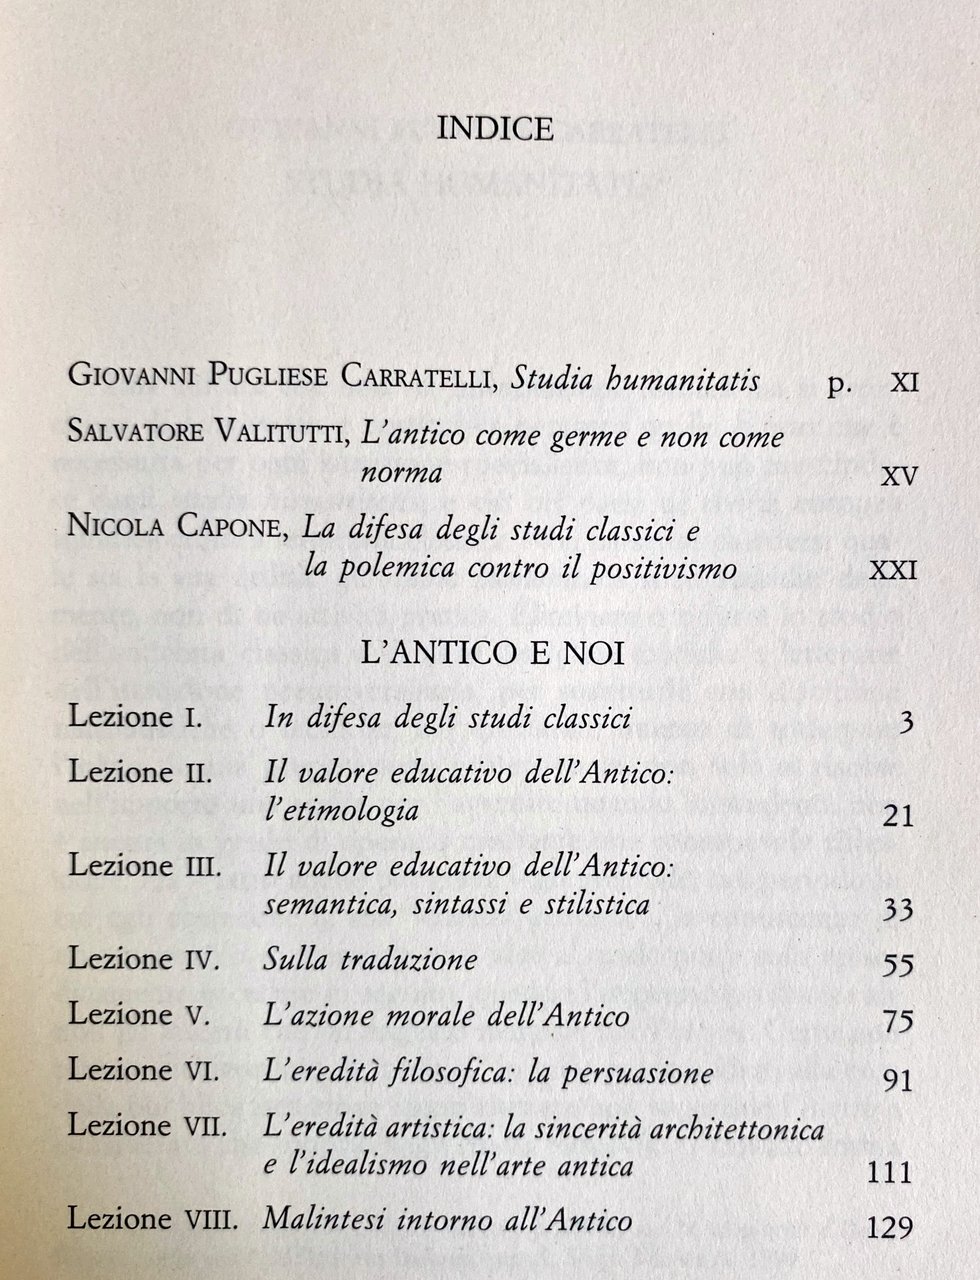 INDICE
GIOVANNI PUGLIESE CARRATELLI, Studia humanitatis p. XI
SALVATORE VALITUTTI, L'antico come germe e non come
norma XV
NICOLA CAPONE, La difesa degli studi classici e
la polemica contro il positivismo XXI
L'ANTICO E NOI
Lezione I. In difesa degli studi classici 3
Lezione II. Il valore educativo dell'Antico:
l'etimologia 21
Lezione III. Il valore educativo dell'Antico:
semantica, sintassi e stilistica 33
Lezione IV. Sulla traduzione 55
Lezione V. L'azione morale dell'Antico 75
Lezione VI. L'eredità filosofica: la persuasione 91
Lezione VII. L'eredità artistica: la sincerità architettonica
e l'idealismo nell'arte antica 111
Lezione VIII. Malintesi intorno all'Antico 129